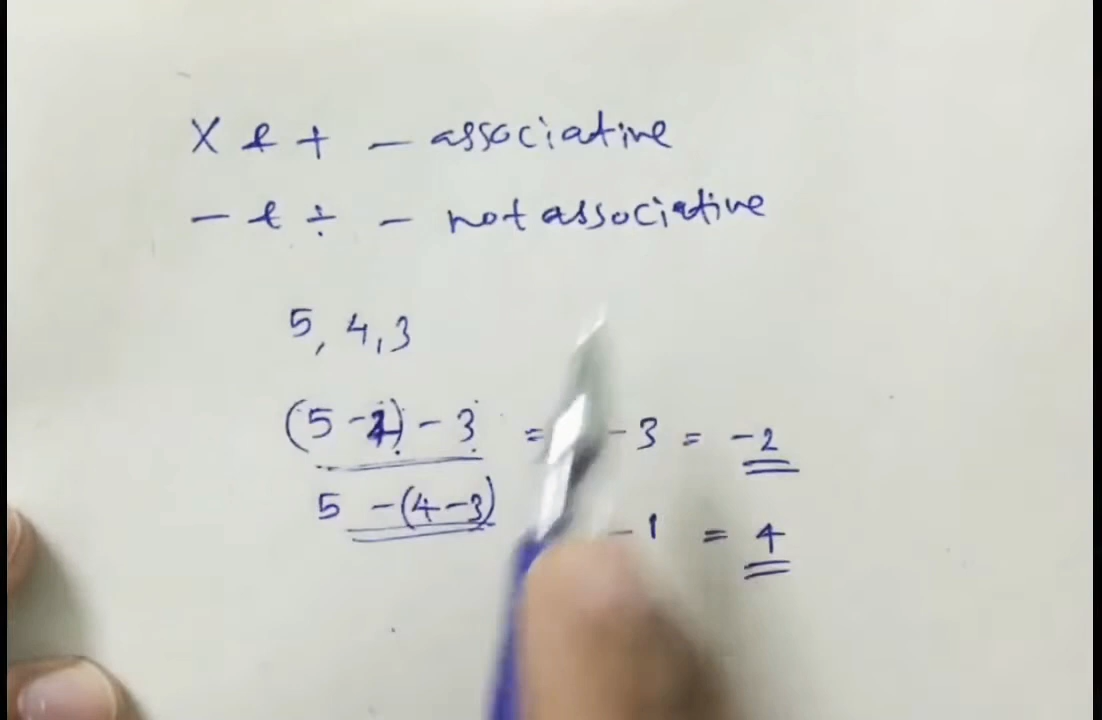 X & + – associative
– & ÷ – not associative
5, 4, 3
(5 - 4) - 3 = - 3 = -2
5 -(4-3) - 1 = 4